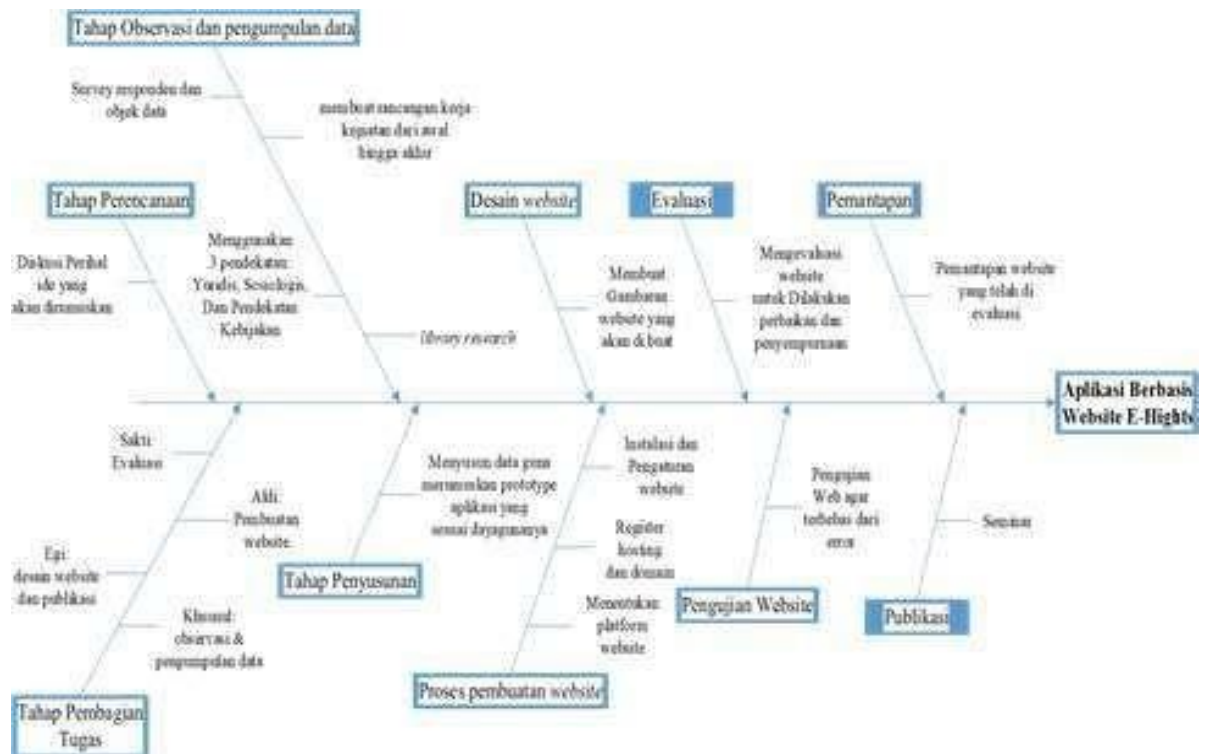 Tahap Observasi dan pengumpulan data
Survey responden dan
objek data
membuat rancangan kerja
kegiatan dari awal
hingga akhir
Tahap Perencanaan
Desain website
Evaluasi
Pemantapan
Diskusi Perihal
ide yang
akan dirumuskan
Menggunakan
3 pendekatan:
Yuridis, Sosiologis,
Dan Pendekatan
Kebijakan
library research
Membuat
Gambaran
website yang
akan di buat
Mengevaluasi
website
untuk Dilakukan
perbaikan dan
penyempurnaan
Pemantapan website
yang telah di
evaluasi
Aplikasi Berbasis
Website E-Hights
Sakti:
Evaluasi
Aldi:
Pembuatan
website.
Egi:
desain website
dan publikasi
observasi &
pengumpulan data
Tahap Pembagian
Tugas
Menyusun data guna
merumuskan prototype
aplikasi yang
sesuai dayagunanya
Tahap Penyusunan
Instalasi dan
Pengaturan
website
Register
hosting
dan domain
Menentukan
platform
website
Proses pembuatan website
Pengujian
Web agar
terbebas dari
error
Pengujian Website
Seminar
Publikasi